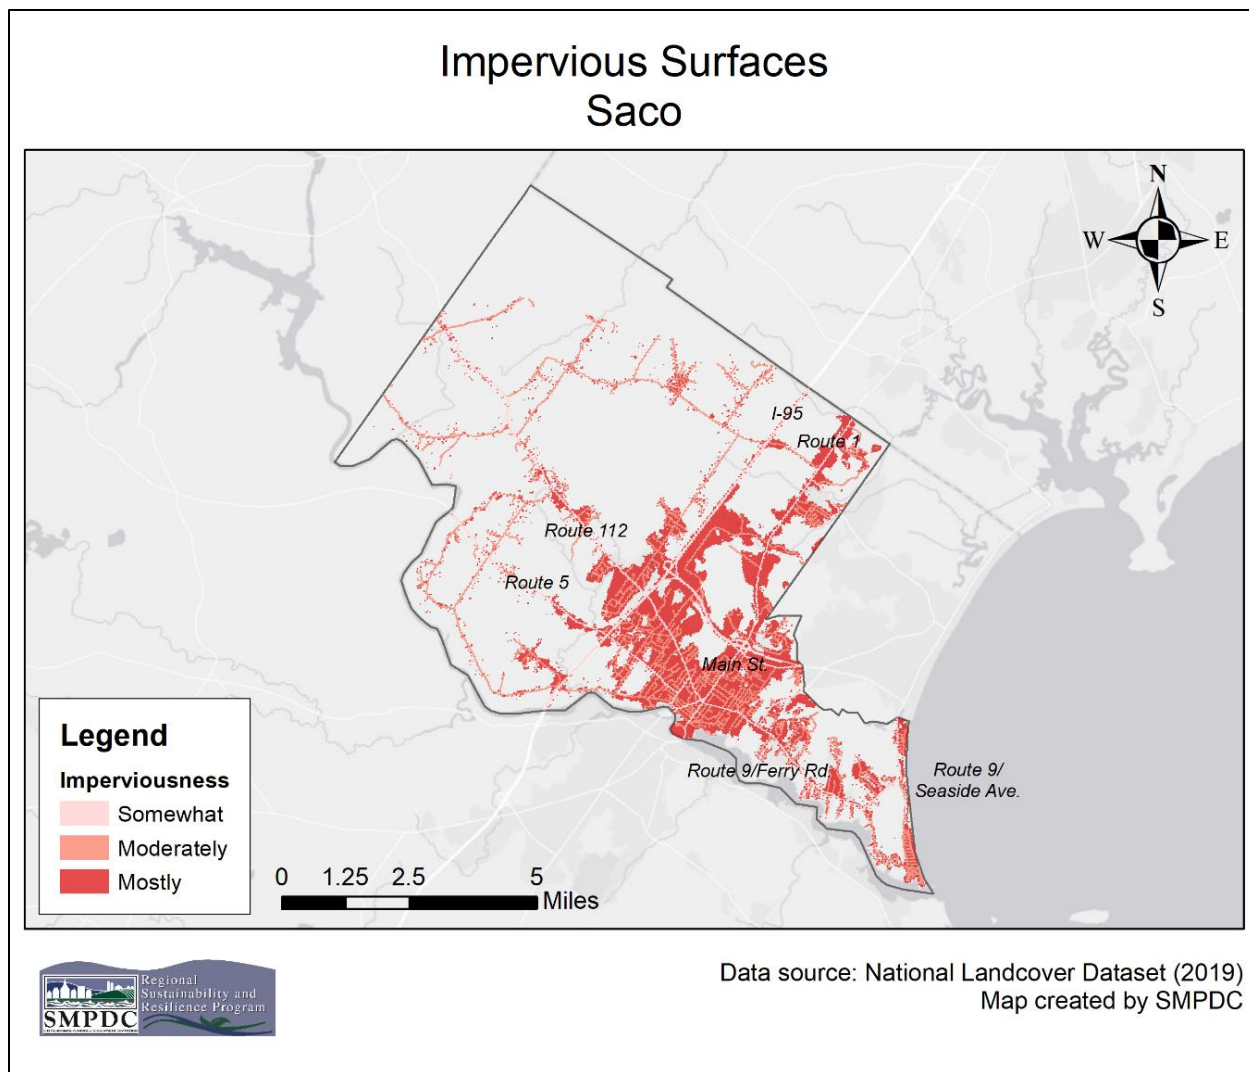 Impervious Surfaces
Saco
N
W
E
S
I-95
Route 1
Route 112
Route 5
Main St.
Route 9/Ferry Rd.
Route 9/
Seaside Ave.
Legend
Imperviousness
Somewhat
Moderately
Mostly
0 1.25 2.5 5
Miles
Regional
Sustainability and
Resilience Program
SMPDC
Data source: National Landcover Dataset (2019)
Map created by SMPDC